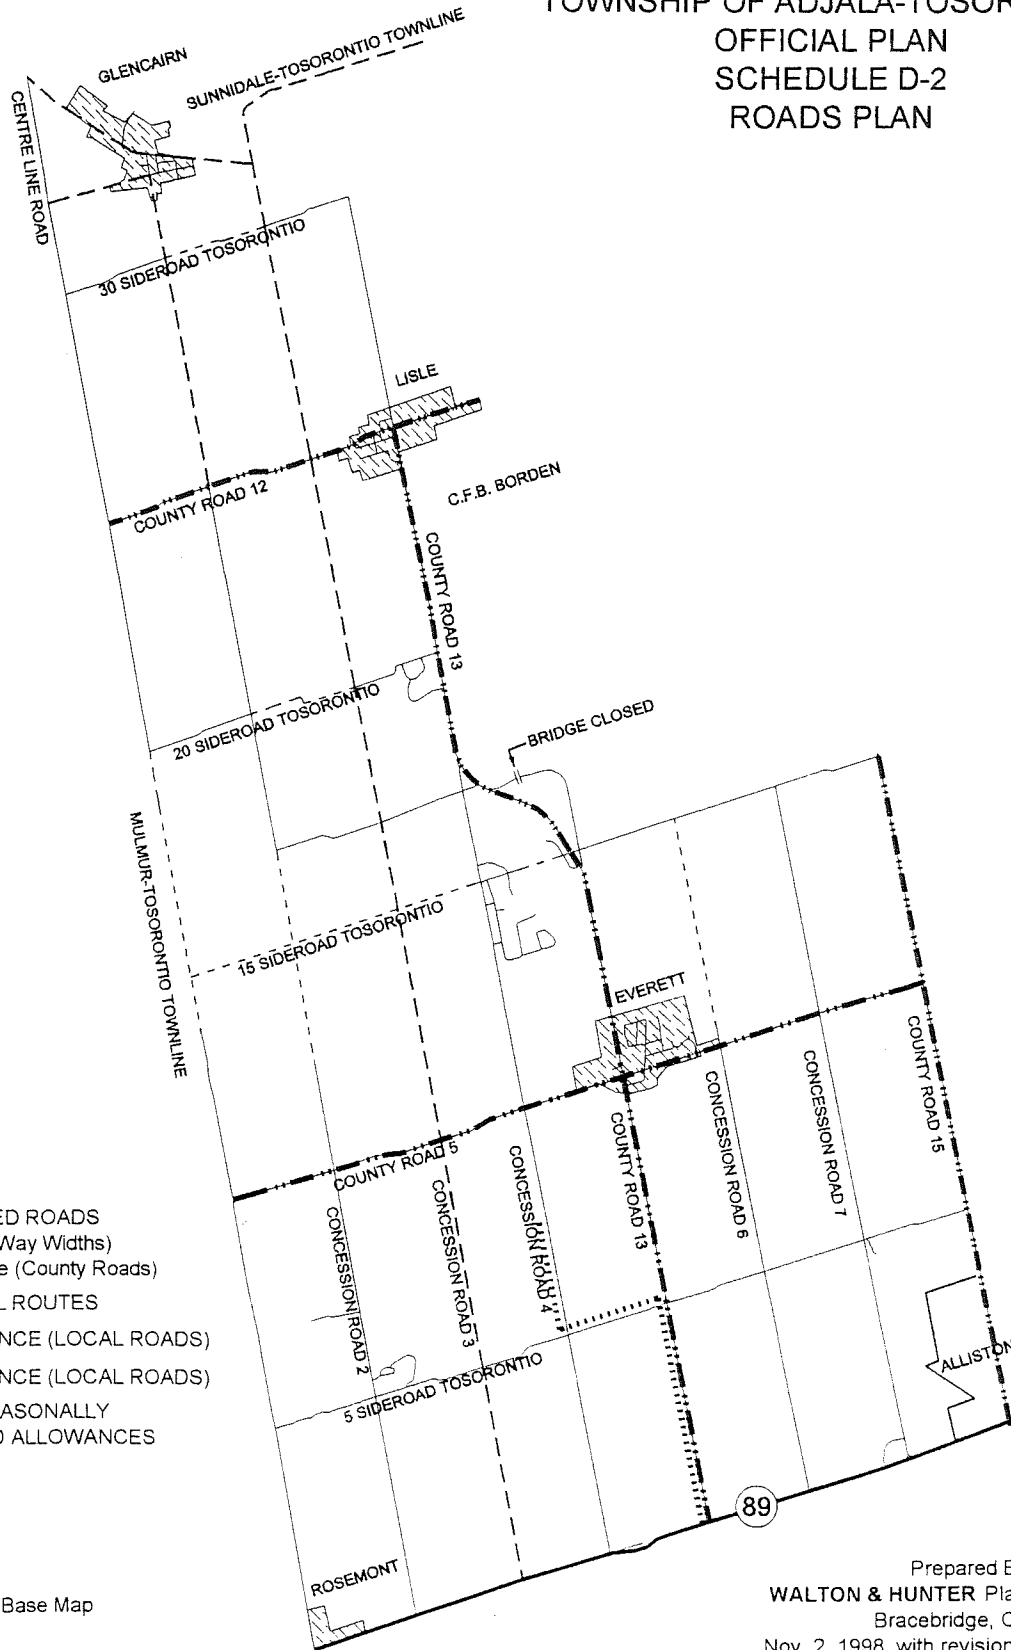 TOWNSHIP OF ADJALA-TOSOR
OFFICIAL PLAN
SCHEDULE D-2
ROADS PLAN
GLENCAIRN
SUNNIDALE-TOSORONTIO TOWNLINE
CENTRE LINE ROAD
30 SIDEROAD TOSORONTIO
LISLE
COUNTY ROAD 12
C.F.B. BORDEN
COUNTY ROAD 13
20 SIDEROAD TOSORONTIO
BRIDGE CLOSED
MULMUR-TOSORONTIO TOWNLINE
15 SIDEROAD TOSORONTIO
EVERETT
COUNTY ROAD 5
CONCESSION ROAD 2
CONCESSION ROAD 3
CONCESSION ROAD 4
COUNTY ROAD 13
CONCESSION ROAD 6
CONCESSION ROAD 7
COUNTY ROAD 15
ED ROADS
Way Widths)
e (County Roads)
L ROUTES
NCE (LOCAL ROADS)
NCE (LOCAL ROADS)
ASONALLY
ALLOWANCES
5 SIDEROAD TOSORONTIO
ALLISTON
89
ROSEMONT
Base Map
Prepared B
WALTON & HUNTER Pla
Bracebridge, O
Nov. 2, 1998, with revision